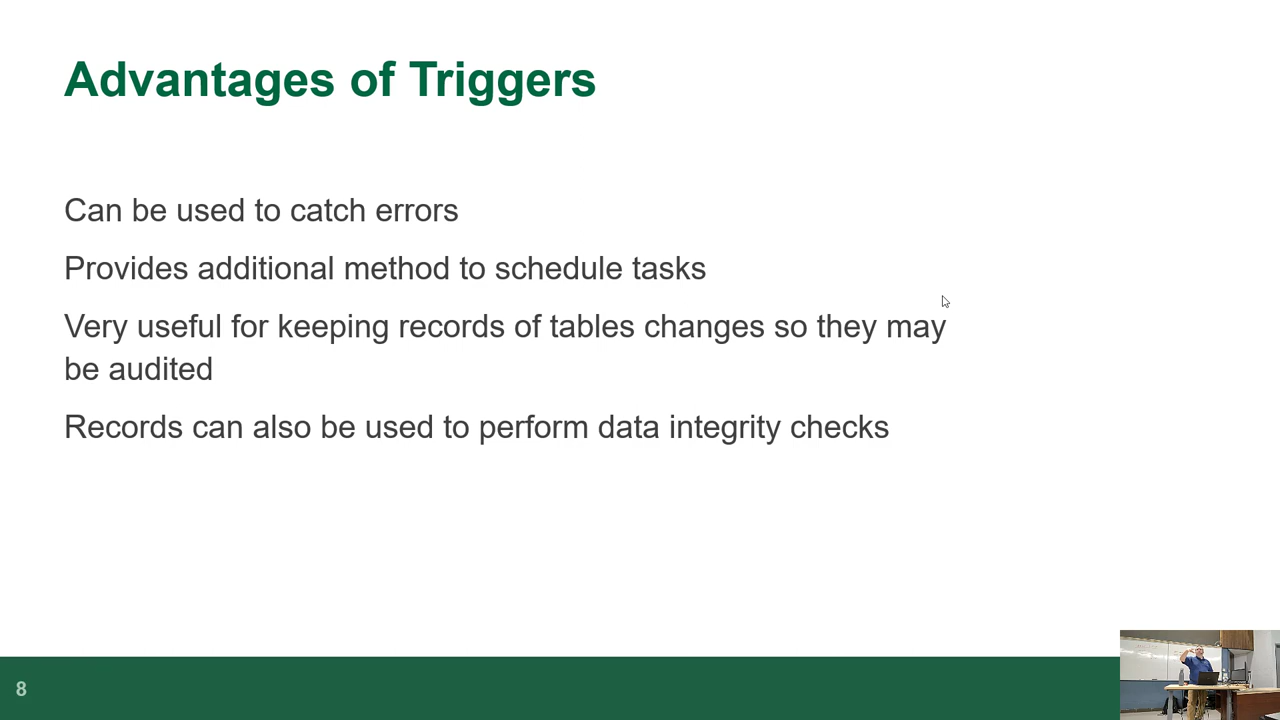 Advantages of Triggers
Can be used to catch errors
Provides additional method to schedule tasks
Very useful for keeping records of tables changes so they may
be audited
Records can also be used to perform data integrity checks
8